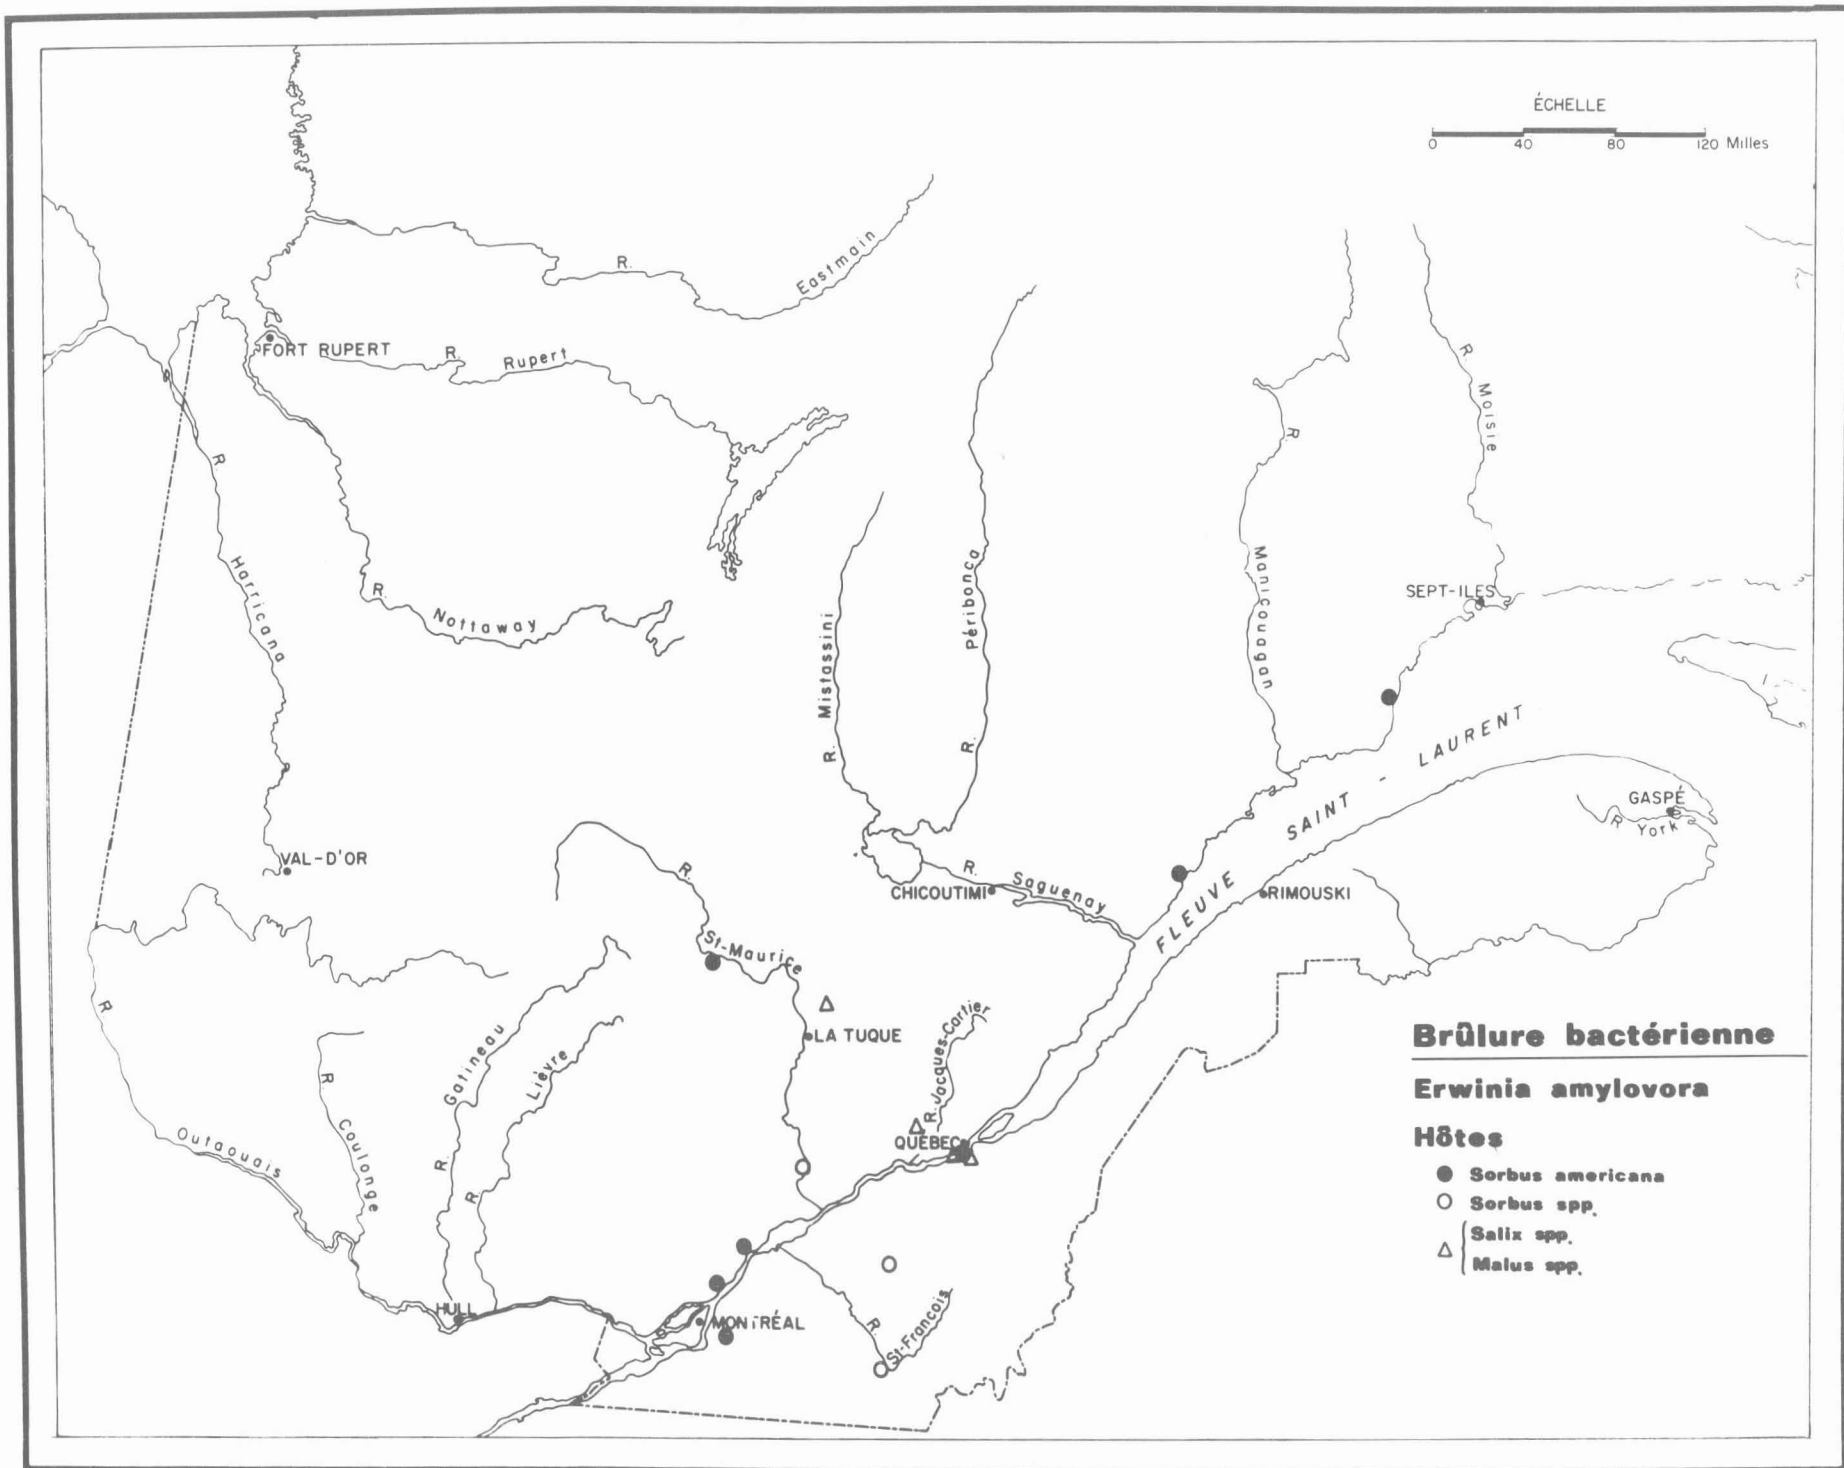 ÉCHELLE
0 40 80 120 Milles
R. Eastmain
FORT RUPERT
R. Rupert
R. Moisie
R. Harricana
R. Manicouagan
R. Nottaway
R. Péribonca
R. Mistassini
SEPT-ILES
FLEUVE SAINT - LAURENT
GASPÉ
R York
VAL-D'OR
R. St-Maurice
CHICOUTIMI
R. Saguenay
RIMOUSKI
LA TUQUE
R. Jacques-Cartier
R Outaouais
R. Coulonge
R. Gatineau
R. Lièvre
QUÉBEC
HULL
MONTRÉAL
R. St-François
Brûlure bactérienne
Erwinia amylovora
Hôtes
Sorbus americana
Sorbus spp.
Salix spp.
Malus spp.